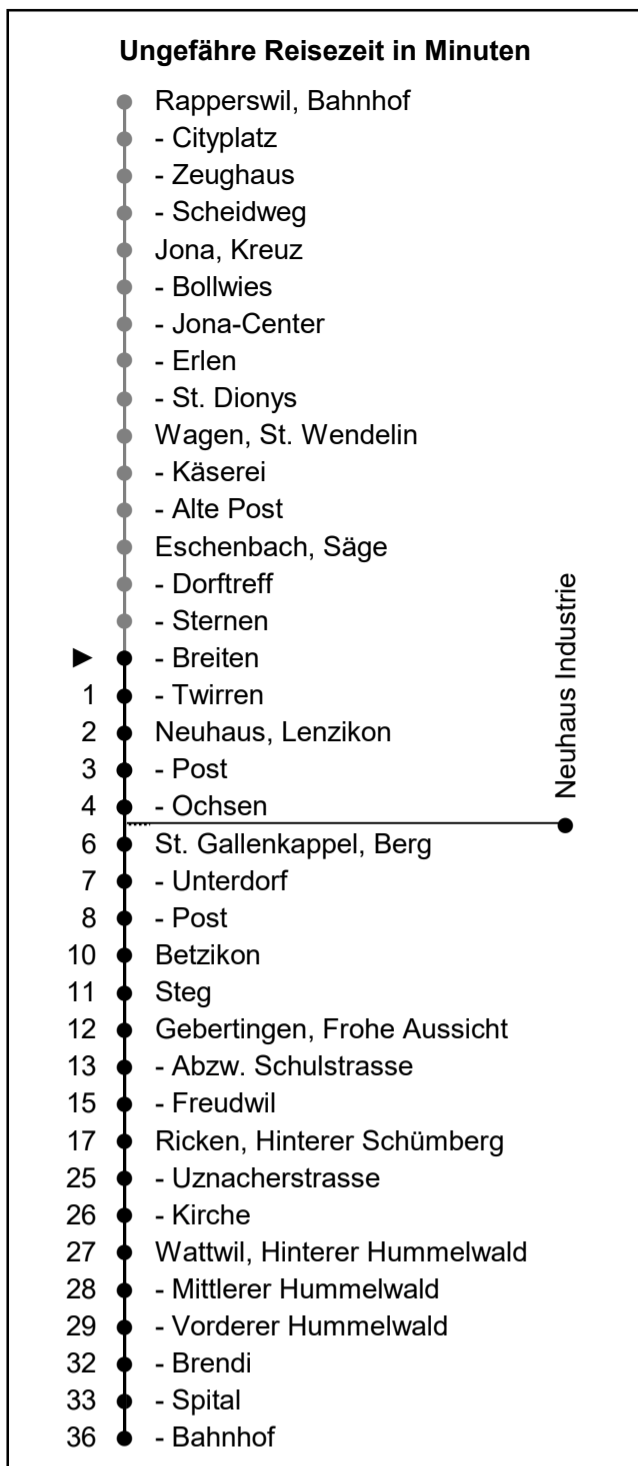 Ungefähre Reisezeit in Minuten
Rapperswil, Bahnhof
- Cityplatz
- Zeughaus
- Scheidweg
Jona, Kreuz
- Bollwies
- Jona-Center
- Erlen
- St. Dionys
Wagen, St. Wendelin
- Käserei
- Alte Post
Eschenbach, Säge
- Dorftreff
- Sternen
- Breiten
1 - Twirren
2 Neuhaus, Lenzikon
3 - Post
4 - Ochsen
Neuhaus Industrie
6 St. Gallenkappel, Berg
7 - Unterdorf
8 - Post
10 Betzikon
11 Steg
12 Gebertingen, Frohe Aussicht
13 - Abzw. Schulstrasse
15 - Freudwil
17 Ricken, Hinterer Schümberg
25 - Uznacherstrasse
26 - Kirche
27 Wattwil, Hinterer Hummelwald
28 - Mittlerer Hummelwald
29 - Vorderer Hummelwald
32 - Brendi
33 - Spital
36 - Bahnhof